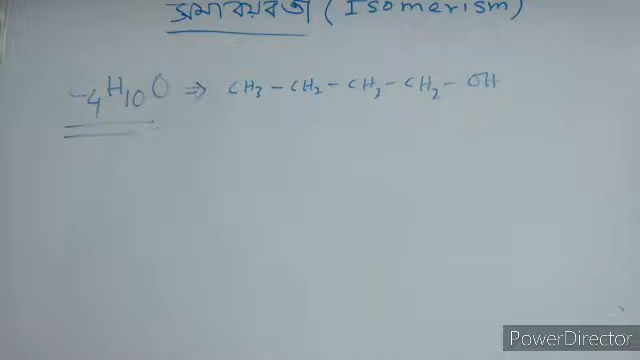 সমাবয়বতা (Isomerism)
C₄H₁₀O ⇒ CH₃ - CH₂ - CH₂ - CH₂ - OH
PowerDirector